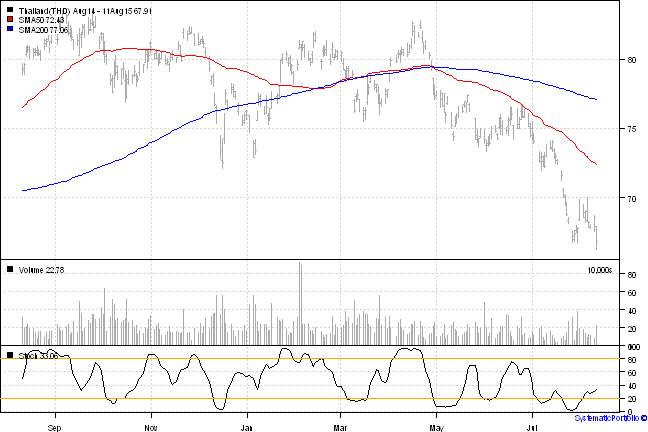 Thailand(THD) Aug14 - 11Aug15 67.91
SMA50 72.43
SMA200 77.06
80
75
70
Volume 22.78
10,000s
80
60
40
20
Stoch 33.06
100
80
60
40
20
0
Sep Nov Jan Mar May Jul
SystematicPortfolio ©